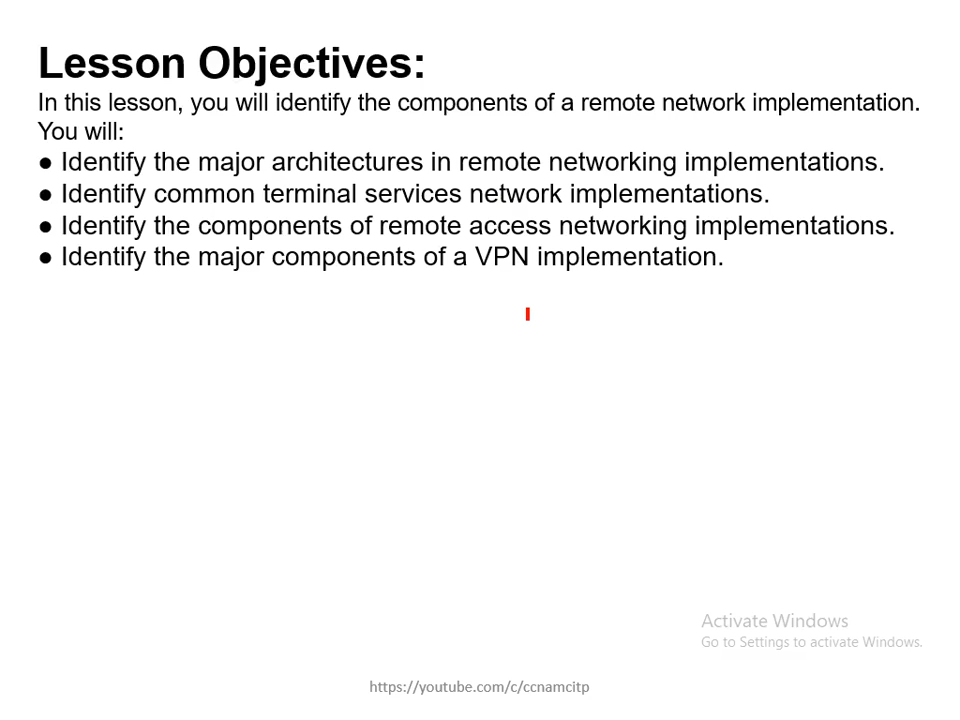 Lesson Objectives:
In this lesson, you will identify the components of a remote network implementation.
You will:
● Identify the major architectures in remote networking implementations.
● Identify common terminal services network implementations.
● Identify the components of remote access networking implementations.
● Identify the major components of a VPN implementation.
Activate Windows
Go to Settings to activate Windows.
https://youtube.com/c/ccnamcitp